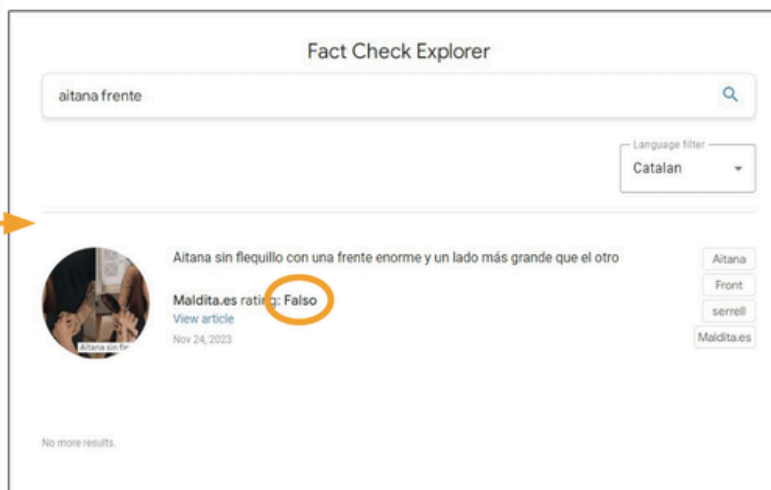 Fact Check Explorer
aitana frente
Language filter
Catalan
Aitana sin flequillo con una frente enorme y un lado más grande que el otro
Maldita.es rating: Falso
View article
Nov 24, 2023
Aitana sin fle
Aitana
Front
serrell
Maldita.es
No more results.